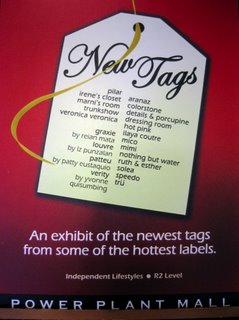 New Tags
pilar aranaz
irene's closet colorstone
marni's room details & porcupine
trunkshow dressing room
veronica veronica hot pink
graxie ilaya coutre
by reian mata mico
louvre mimi
by liz punzalan nothing but water
patteu ruth & esther
by patty eustaquio solea
verity speedo
by yvonne trü
quisumbing
An exhibit of the newest tags
from some of the hottest labels.
Independent Lifestyles • R2 Level
POWER PLANT MALL